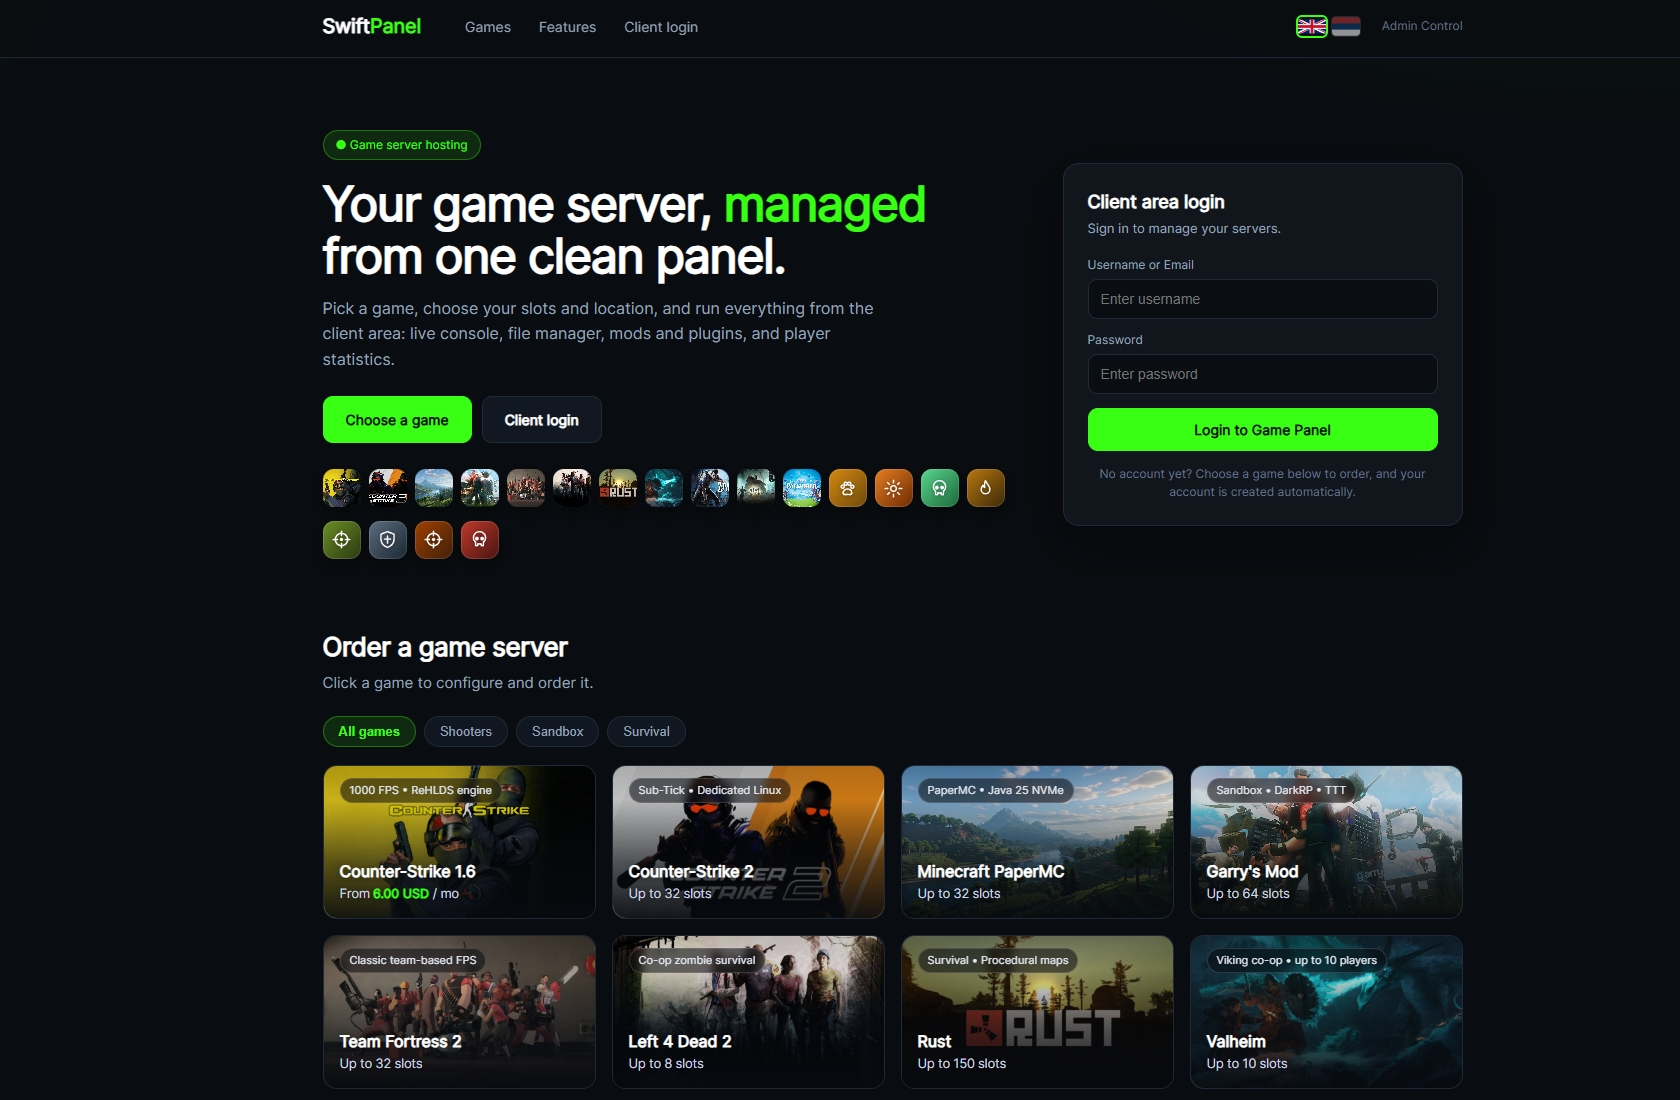 SwiftPanel
Games
Features
Client login
Admin Control
Game server hosting
Your game server, managed
from one clean panel.
Pick a game, choose your slots and location, and run everything from the
client area: live console, file manager, mods and plugins, and player
statistics.
Choose a game
Client login
Client area login
Sign in to manage your servers.
Username or Email
Enter username
Password
Enter password
Login to Game Panel
No account yet? Choose a game below to order, and your
account is created automatically.
RUST
Order a game server
Click a game to configure and order it.
All games
Shooters
Sandbox
Survival
1000 FPS • ReHLDS engine
COUNTER STRIKE
Counter-Strike 1.6
From 6.00 USD / mo
Sub-Tick • Dedicated Linux
COUNTER
STRIKE 2
Counter-Strike 2
Up to 32 slots
PaperMC • Java 25 NVMe
Minecraft PaperMC
Up to 32 slots
Sandbox • DarkRP • TTT
Garry's Mod
Up to 64 slots
Classic team-based FPS
Team Fortress 2
Up to 32 slots
Co-op zombie survival
Left 4 Dead 2
Up to 8 slots
Survival • Procedural maps
RUST
Rust
Up to 150 slots
Viking co-op • up to 10 players
Valheim
Up to 10 slots